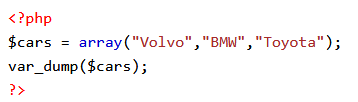 <?php
$cars = array("Volvo","BMW","Toyota");
var_dump($cars);
?>